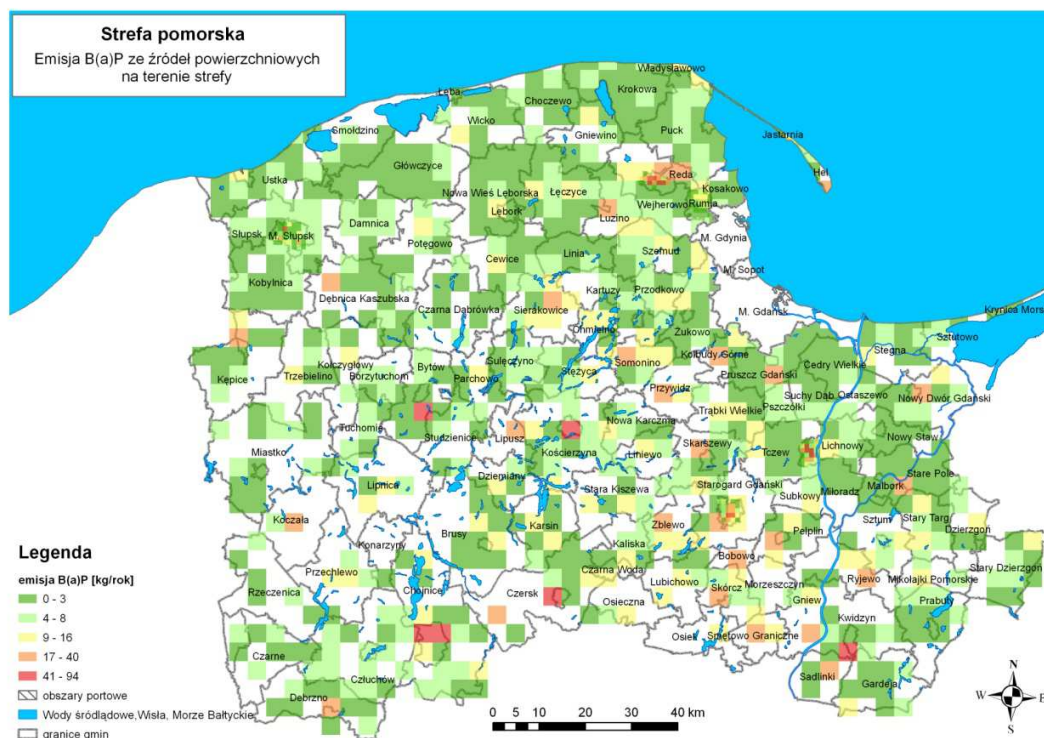 Strefa pomorska
Emisja B(a)P ze źródeł powierzchniowych
na terenie strefy
Władysławowo
Krokowa
Łeba
Choczewo
Wicko
Smołdzino
Gniewino
Puck
Jastarnia
Główczyce
Hel
Reda
Ustka
Nowa Wieś Lęborska
Łęczyce
Kosakowo
Wejherowo
Rumia
Lębork
Luzino
Damnica
Słupsk
M. Słupsk
M. Gdynia
Potęgowo
Szemud
Linia
Cewice
M. Sopot
Kobylnica
Kartuzy
Przodkowo
Dębnica Kaszubska
Sierakowice
Czarna Dąbrówka
M. Gdańsk
Krynica Mors
Chmielno
Żukowo
Sztutowo
Stegna
Sulęczyno
Kolbudy Górne
Kołczygłowy
Bytów
Somonino
Cedry Wielkie
Kępice
Trzebielino
Borzytuchom
Parchowo
Stężyca
Pruszcz Gdański
Przywidz
Suchy Dąb
Ostaszewo
Nowy Dwór Gdański
Pszczółki
Trąbki Wielkie
Nowa Karczma
Tuchomie
Studzienice
Lipusz
Nowy Staw
Miastko
Kościerzyna
Liniewo
Skarszewy
Tczew
Lichnowy
Stare Pole
Dziemiany
Lipnica
Stara Kiszewa
Starogard Gdański
Subkowy
Miłoradz
Malbork
Koczała
Karsin
Zblewo
Sztum
Stary Targ
Dzierzgoń
Brusy
Pelplin
Konarzyny
Kaliska
Bobowo
Przechlewo
Czarna Woda
Stary Dzierzgoń
Rzeczenica
Chojnice
Lubichowo
Morzeszczyn
Ryjewo
Mikołajki Pomorskie
Czersk
Skórcz
Osieczna
Gniew
Prabuty
Kwidzyn
Osiek
Smętowo Graniczne
Czarne
Człuchów
Sadlinki
Gardeja
Debrzno
Legenda
emisja B(a)P [kg/rok]
0 - 3
4 - 8
9 - 16
17 - 40
41 - 94
obszary portowe
Wody śródlądowe,Wisła, Morze Bałtyckie
granice gmin
0 5 10 20 30 40 km
N
W E
S